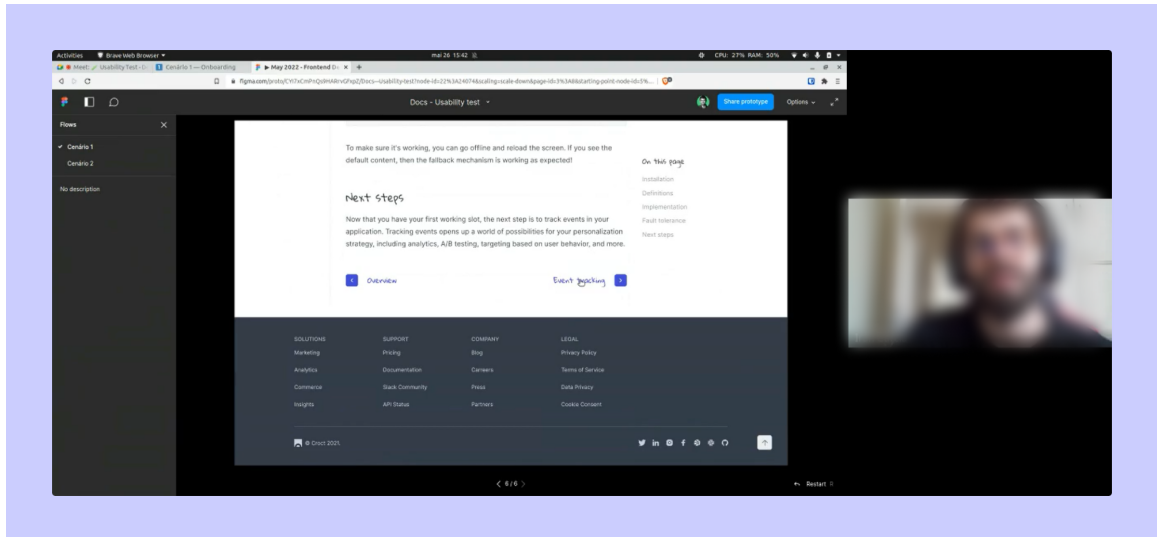 Activities Brave Web Browser
mai 26 15:42
CPU: 27% RAM: 50%
Meet: Usability Test - D
Cenário 1 — Onboarding
May 2022 - Frontend D
Docs - Usability test
Share prototype
Options
Flows
Cenário 1
Cenário 2
No description
To make sure it's working, you can go offline and reload the screen. If you see the
default content, then the fallback mechanism is working as expected!
Next steps
Now that you have your first working slot, the next step is to track events in your
application. Tracking events opens up a world of possibilities for your personalization
strategy, including analytics, A/B testing, targeting based on user behavior, and more.
Overview
Event tracking
On this page
Installation
Definitions
Implementation
Fault tolerance
Next steps
SOLUTIONS
Marketing
Analytics
Commerce
Insights
SUPPORT
Pricing
Documentation
Slack Community
API Status
COMPANY
Blog
Careers
Press
Partners
LEGAL
Privacy Policy
Terms of Service
Data Privacy
Cookie Consent
© Croct 2021.
6 / 6
Restart R